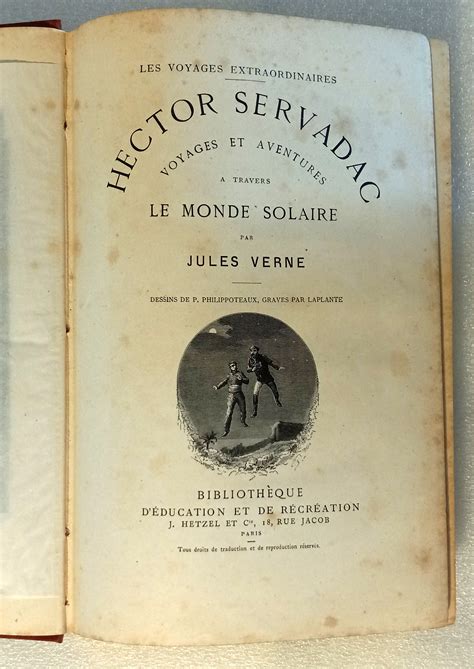 LES VOYAGES EXTRAORDINAIRES
HECTOR SERVADAC
VOYAGES ET AVENTURES
A TRAVERS
LE MONDE SOLAIRE
PAR
JULES VERNE
DESSINS DE P. PHILIPPOTEAUX, GRAVÉS PAR LAPLANTE
BIBLIOTHÈQUE
D'ÉDUCATION ET DE RÉCRÉATION
J. HETZEL ET Cie, 18, RUE JACOB
PARIS
Tous droits de traduction et de reproduction réservés.